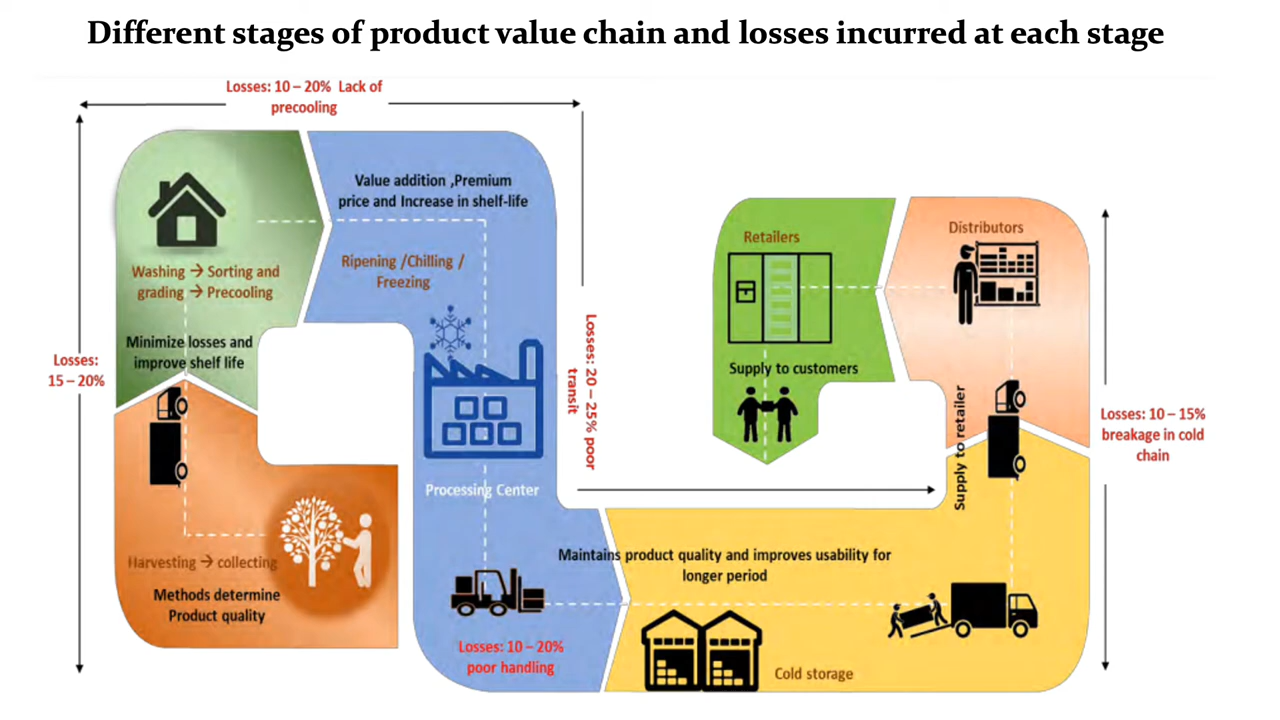 Different stages of product value chain and losses incurred at each stage
Losses: 10 – 20% Lack of
precooling
Value addition ,Premium
price and Increase in shelf-life
Ripening /Chilling /
Freezing
Washing → Sorting and
grading → Precooling
Minimize losses and
improve shelf life
Losses:
15 – 20%
Harvesting → collecting
Methods determine
Product quality
Processing Center
Losses: 10 – 20%
poor handling
Losses: 20 – 25% poor
transit
Maintains product quality and improves usability for
longer period
Cold storage
Supply to retailer
Distributors
Losses: 10 – 15%
breakage in cold
chain
Retailers
Supply to customers